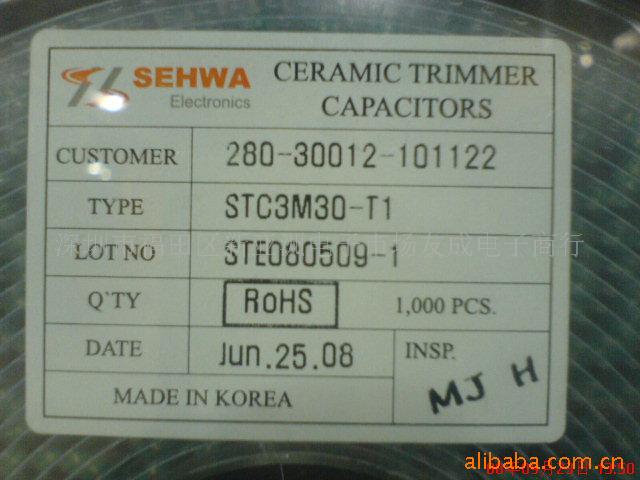 SEHWA
Electronics
CERAMIC TRIMMER
CAPACITORS
CUSTOMER 280-30012-101122
TYPE STC3M30-T1
LOT NO STE080509-1
Q`TY RoHS 1,000 PCS.
DATE Jun.25.08 INSP.
MJ H
MADE IN KOREA
alibaba.com.cn